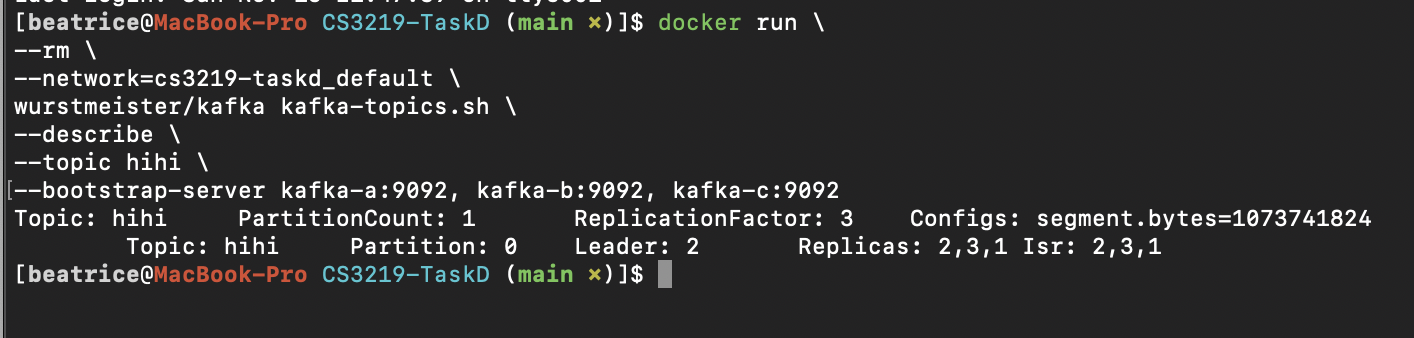 [beatrice@MacBook-Pro CS3219-TaskD (main ×)]$ docker run \
--rm \
--network=cs3219-taskd_default \
wurstmeister/kafka kafka-topics.sh \
--describe \
--topic hihi \
[--bootstrap-server kafka-a:9092, kafka-b:9092, kafka-c:9092
Topic: hihi PartitionCount: 1 ReplicationFactor: 3 Configs: segment.bytes=1073741824
Topic: hihi Partition: 0 Leader: 2 Replicas: 2,3,1 Isr: 2,3,1
[beatrice@MacBook-Pro CS3219-TaskD (main ×)]$